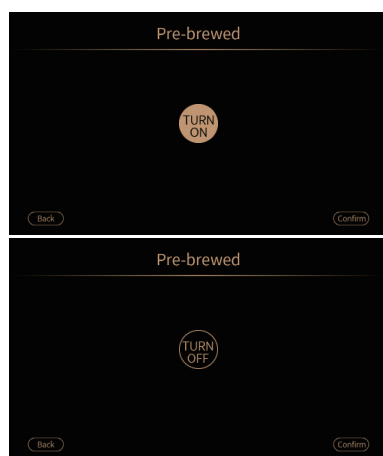 Pre-brewed
TURN
ON
Back
Confirm
Pre-brewed
TURN
OFF
Back
Confirm